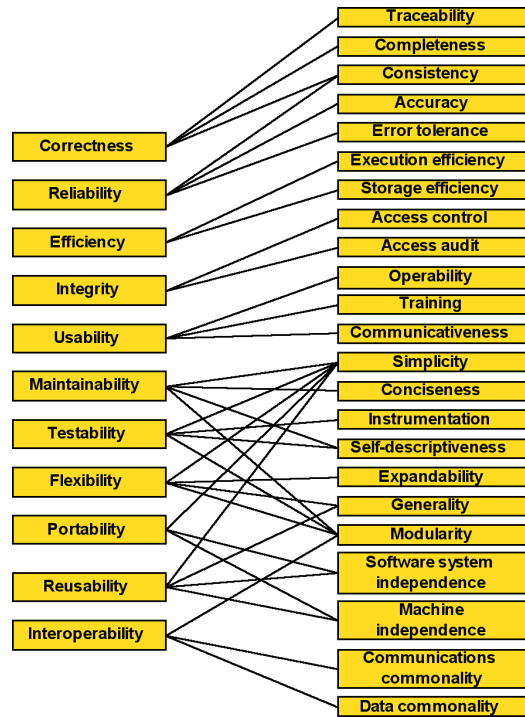 Correctness
Reliability
Efficiency
Integrity
Usability
Maintainability
Testability
Flexibility
Portability
Reusability
Interoperability
Traceability
Completeness
Consistency
Accuracy
Error tolerance
Execution efficiency
Storage efficiency
Access control
Access audit
Operability
Training
Communicativeness
Simplicity
Conciseness
Instrumentation
Self-descriptiveness
Expandability
Generality
Modularity
Software system
independence
Machine
independence
Communications
commonality
Data commonality